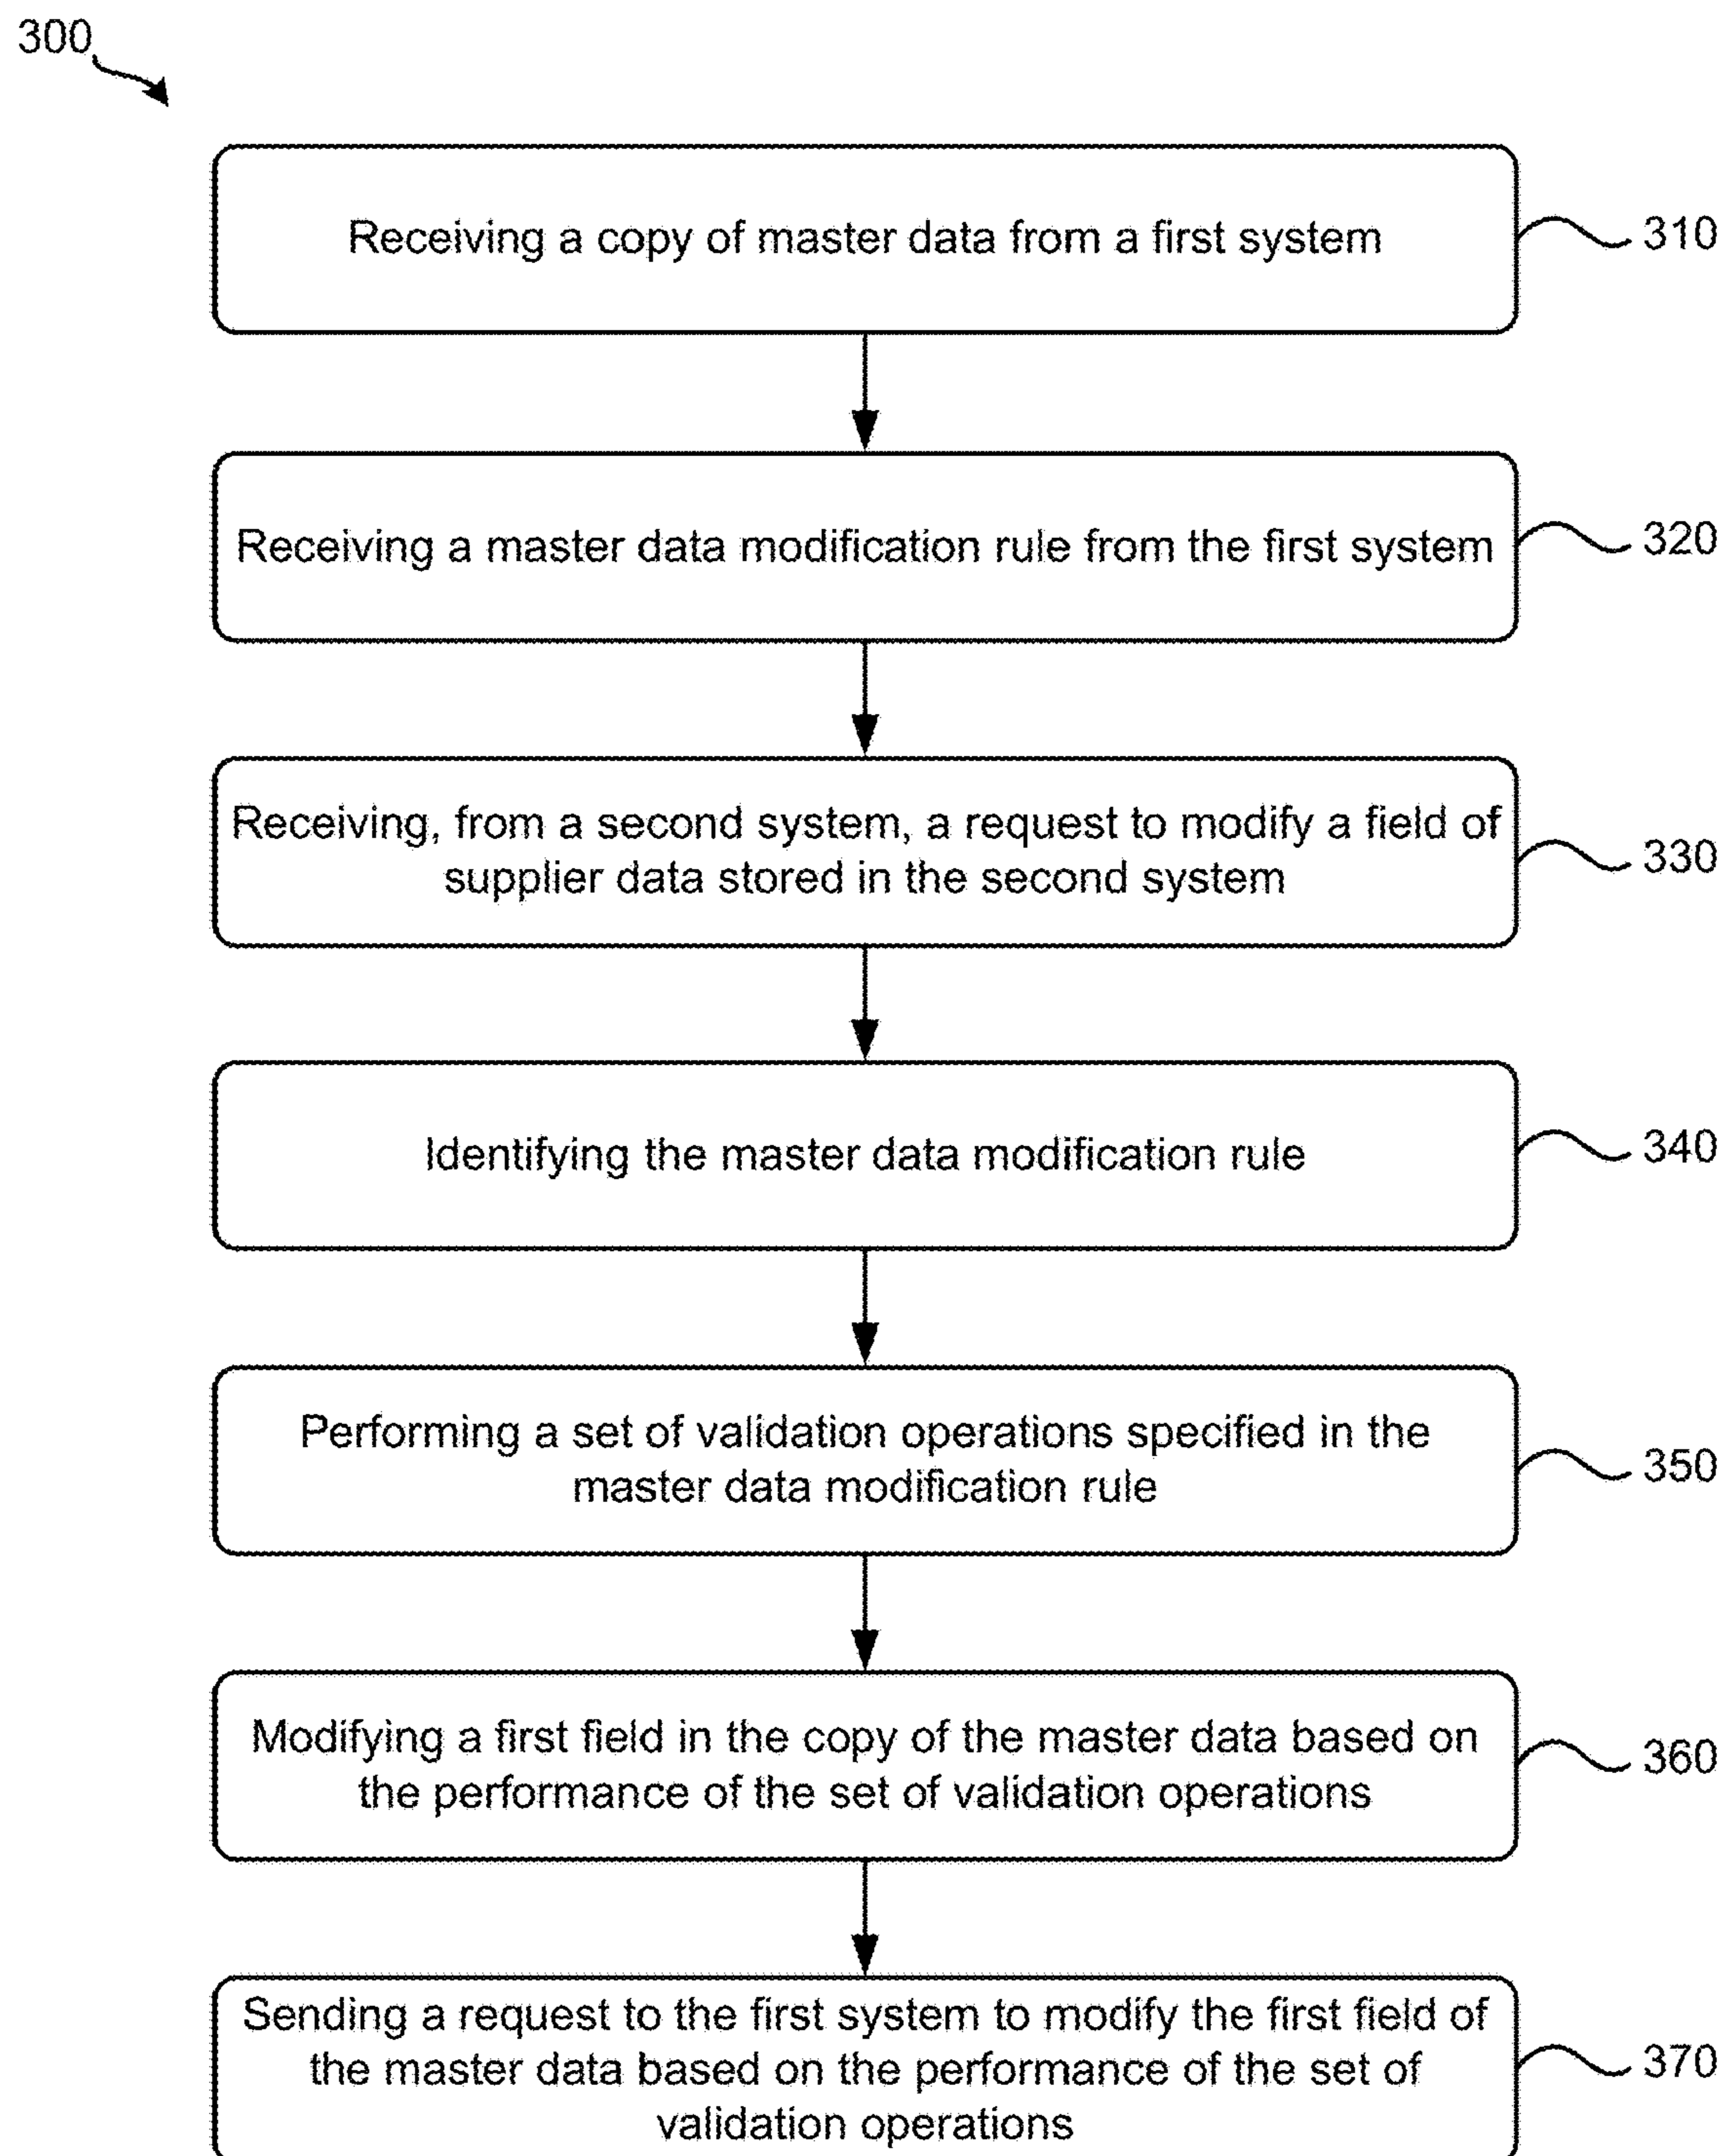 300
Receiving a copy of master data from a first system
310
Receiving a master data modification rule from the first system
320
Receiving, from a second system, a request to modify a field of
supplier data stored in the second system
330
Identifying the master data modification rule
340
Performing a set of validation operations specified in the
master data modification rule
350
Modifying a first field in the copy of the master data based on
the performance of the set of validation operations
360
Sending a request to the first system to modify the first field of
the master data based on the performance of the set of
validation operations
370